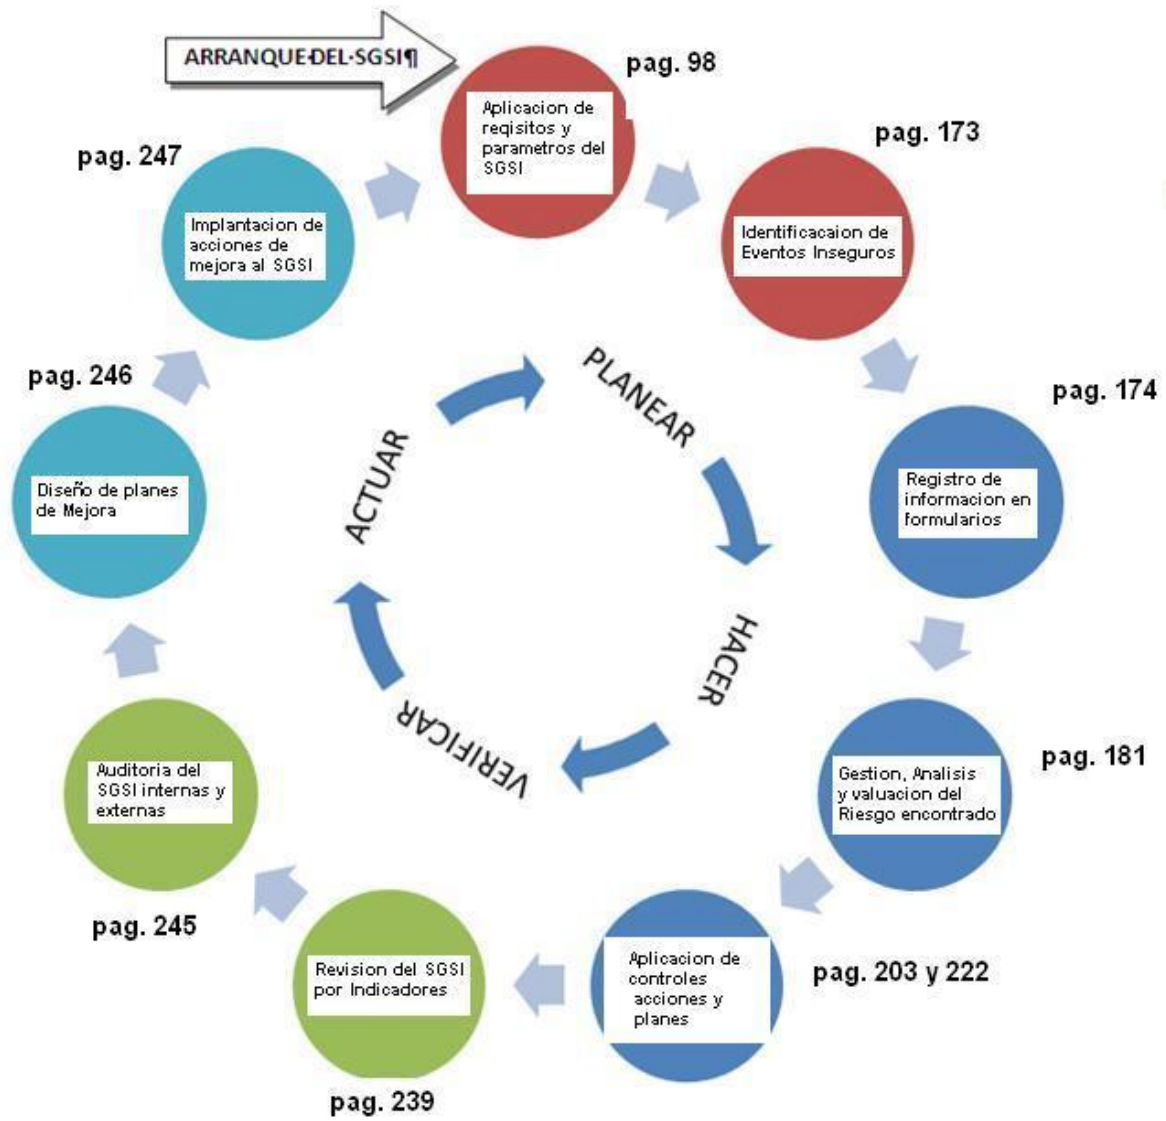 ARRANQUE·DEL·SGSI¶
pag. 98
Aplicacion de
reqisitos y
parametros del
SGSI
pag. 173
Identificacaion de
Eventos Inseguros
pag. 174
Registro de
informacion en
formularios
pag. 181
Gestion, Analisis
y valuacion del
Riesgo encontrado
pag. 203 y 222
Aplicacion de
controles
acciones y
planes
Revision del SGSI
por Indicadores
pag. 239
Auditoria del
SGSI internas y
externas
pag. 245
pag. 246
Diseño de planes
de Mejora
pag. 247
Implantacion de
acciones de
mejora al SGSI
PLANEAR
HACER
VERIFICAR
ACTUAR